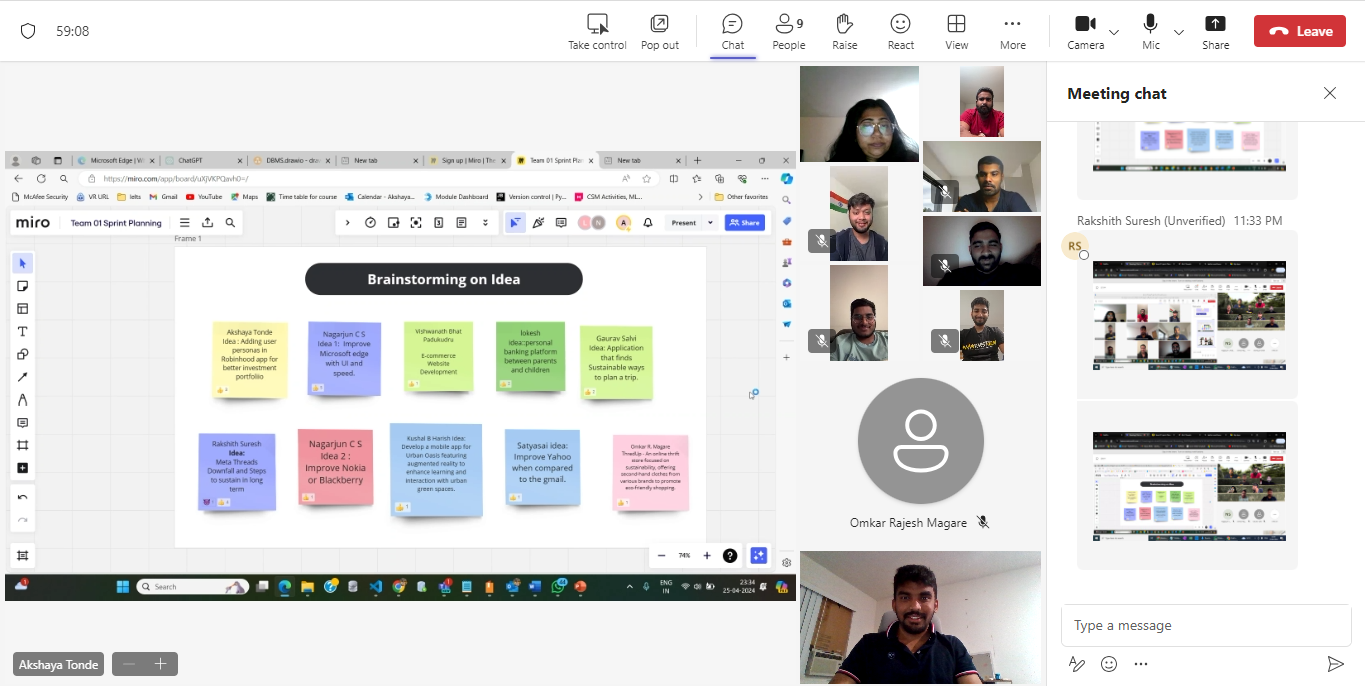 59:08
Take control
Pop out
Chat
9
People
Raise
React
View
More
Camera
Mic
Share
Leave
Microsoft Edge | W
ChatGPT
DBMS.drawio - dra
New tab
Sign up | Miro | The
Team 01 Sprint Plan
New tab
https://miro.com/app/board/uXjVKPQavh0=/
McAfee Security
VR URL
Ielts
Gmail
YouTube
Maps
Time table for course
Calendar - Akshaya...
Module Dashboard
Version control | Py...
CSM Activities, ML...
Other favorites
miro
Team 01 Sprint Planning
N
A
Present
Share
Frame 1
Brainstorming on Idea
Akshaya Tonde
Idea : Adding user
personas in
Robinhood app for
better investment
portfoliio
Nagarjun C S
Idea 1: Improve
Microsoft edge
with UI and
speed.
Vishwanath Bhat
Padukudru
E-commerce
Website
Development
lokesh
idea::personal
banking platform
between parents
and children
Gaurav Salvi
Idea: Application
that finds
Sustainable ways
to plan a trip.
Rakshith Suresh
Idea:
Meta Threads
Downfall and Steps
to sustain in long
term
Nagarjun C S
Idea 2 :
Improve Nokia
or Blackberry
Kushal B Harish Idea:
Develop a mobile app for
Urban Oasis featuring
augmented reality to
enhance learning and
interaction with urban
green spaces.
Satyasai idea:
Improve Yahoo
when compared
to the gmail.
Omkar R. Magare
ThredUp - An online thrift
store focused on
sustainability, offering
second-hand clothes from
various brands to promote
eco-friendly shopping.
74%
Search
ENG
IN
23:34
25-04-2024
Akshaya Tonde
Omkar Rajesh Magare
Meeting chat
Rakshith Suresh (Unverified) 11:33 PM
RS
Type a message